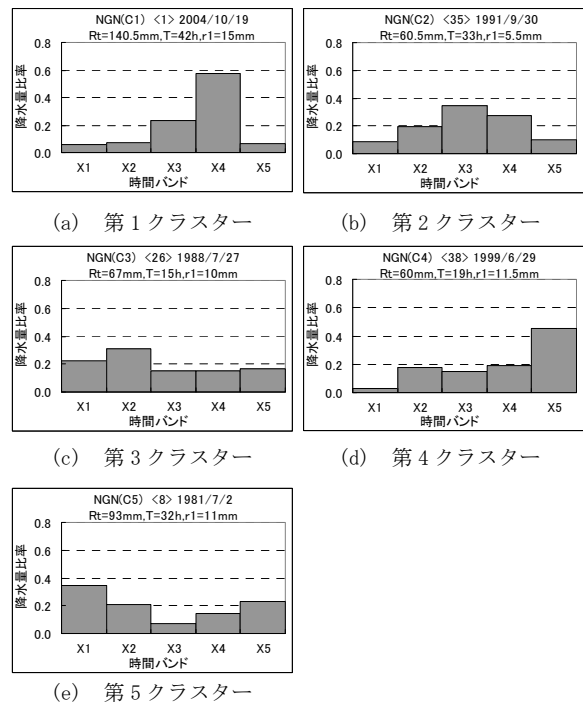 NGN(C1) <1> 2004/10/19
Rt=140.5mm,T=42h,r1=15mm
降水量比率
0.8
0.6
0.4
0.2
0.0
X1 X2 X3 X4 X5
時間バンド
(a) 第1クラスター
NGN(C2) <35> 1991/9/30
Rt=60.5mm,T=33h,r1=5.5mm
降水量比率
0.8
0.6
0.4
0.2
0.0
X1 X2 X3 X4 X5
時間バンド
(b) 第2クラスター
NGN(C3) <26> 1988/7/27
Rt=67mm,T=15h,r1=10mm
降水量比率
0.8
0.6
0.4
0.2
0.0
X1 X2 X3 X4 X5
時間バンド
(c) 第3クラスター
NGN(C4) <38> 1999/6/29
Rt=60mm,T=19h,r1=11.5mm
降水量比率
0.8
0.6
0.4
0.2
0.0
X1 X2 X3 X4 X5
時間バンド
(d) 第4クラスター
NGN(C5) <8> 1981/7/2
Rt=93mm,T=32h,r1=11mm
降水量比率
0.8
0.6
0.4
0.2
0.0
X1 X2 X3 X4 X5
時間バンド
(e) 第5クラスター